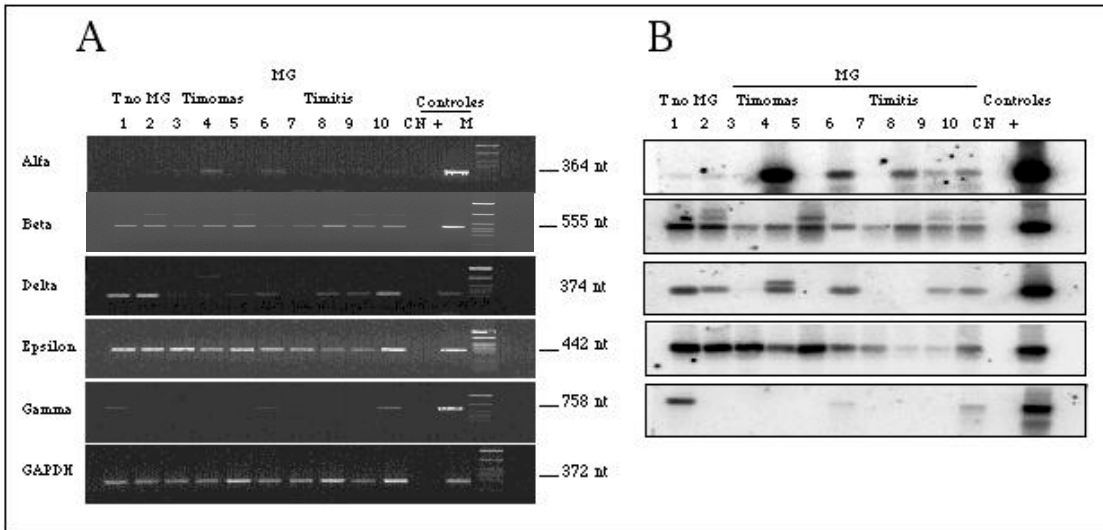 A
MG
T no MG Timomas Timitis Controles
1 2 3 4 5 6 7 8 9 10 CN + M
Alfa 364 nt
Beta 555 nt
Delta 374 nt
Epsilon 442 nt
Gamma 758 nt
GAPDH 372 nt
B
MG
T no MG Timomas Timitis Controles
1 2 3 4 5 6 7 8 9 10 CN +